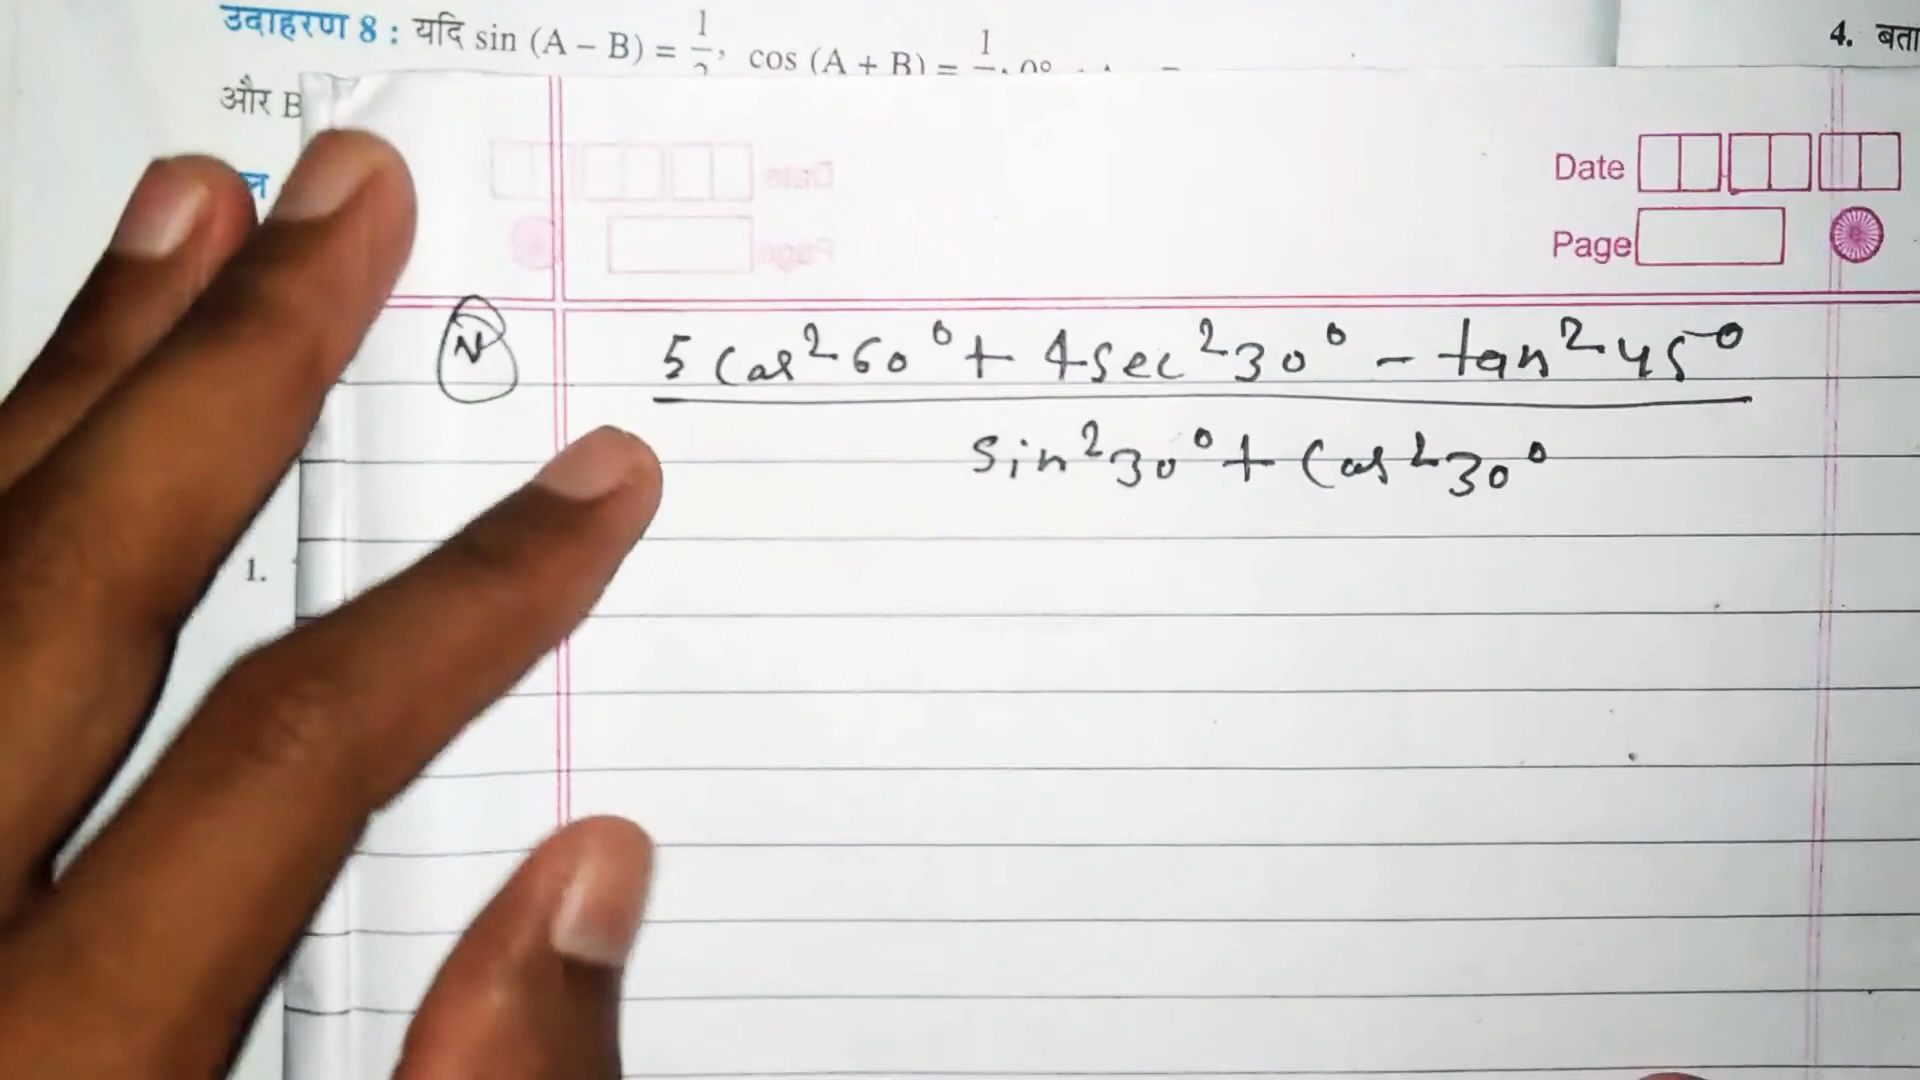 उदाहरण 8 : यदि sin (A – B) = 1/2, cos (A + B) = 1
4. बता
और B
Date
Page
5 cos²60° + 4sec²30° - tan²45°
sin²30° + cos²30°
1.